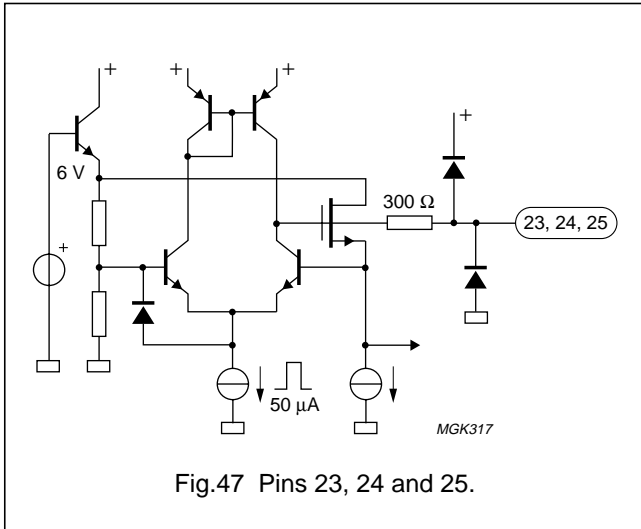 + + +
6 V
+
300 Ω
+
23, 24, 25
50 µA
MGK317
Fig.47 Pins 23, 24 and 25.